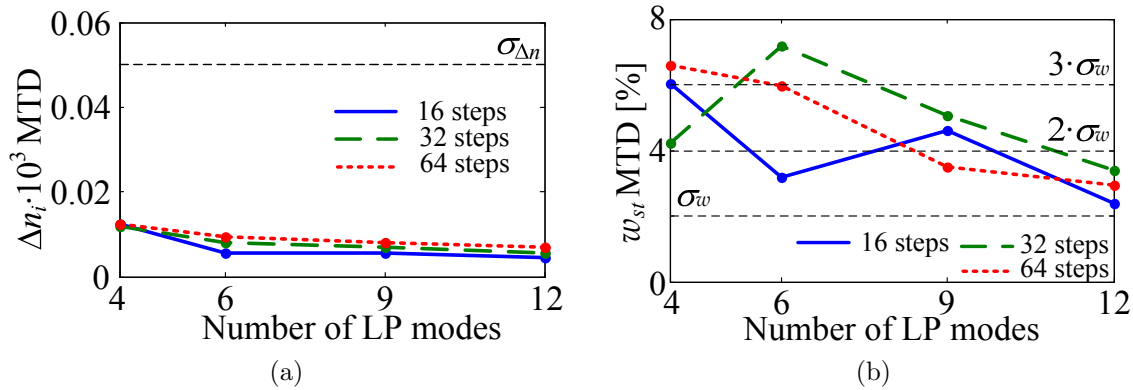 0.06
0.04
0.02
0
Δn_i·10^3 MTD
σ_Δn
16 steps
32 steps
64 steps
4 6 9 12
Number of LP modes
(a)
8
6
4
2
0
w_st MTD [%]
3·σ_w
2·σ_w
σ_w
16 steps
32 steps
64 steps
4 6 9 12
Number of LP modes
(b)